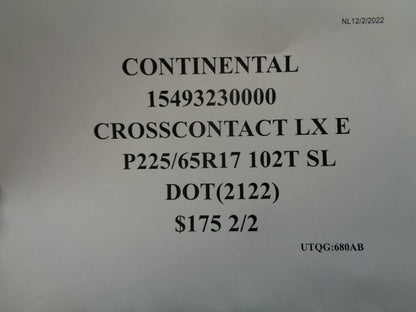 NL12/2/2022
CONTINENTAL
15493230000
CROSSCONTACT LX E
P225/65R17 102T SL
DOT(2122)
$175 2/2
UTQG:680AB